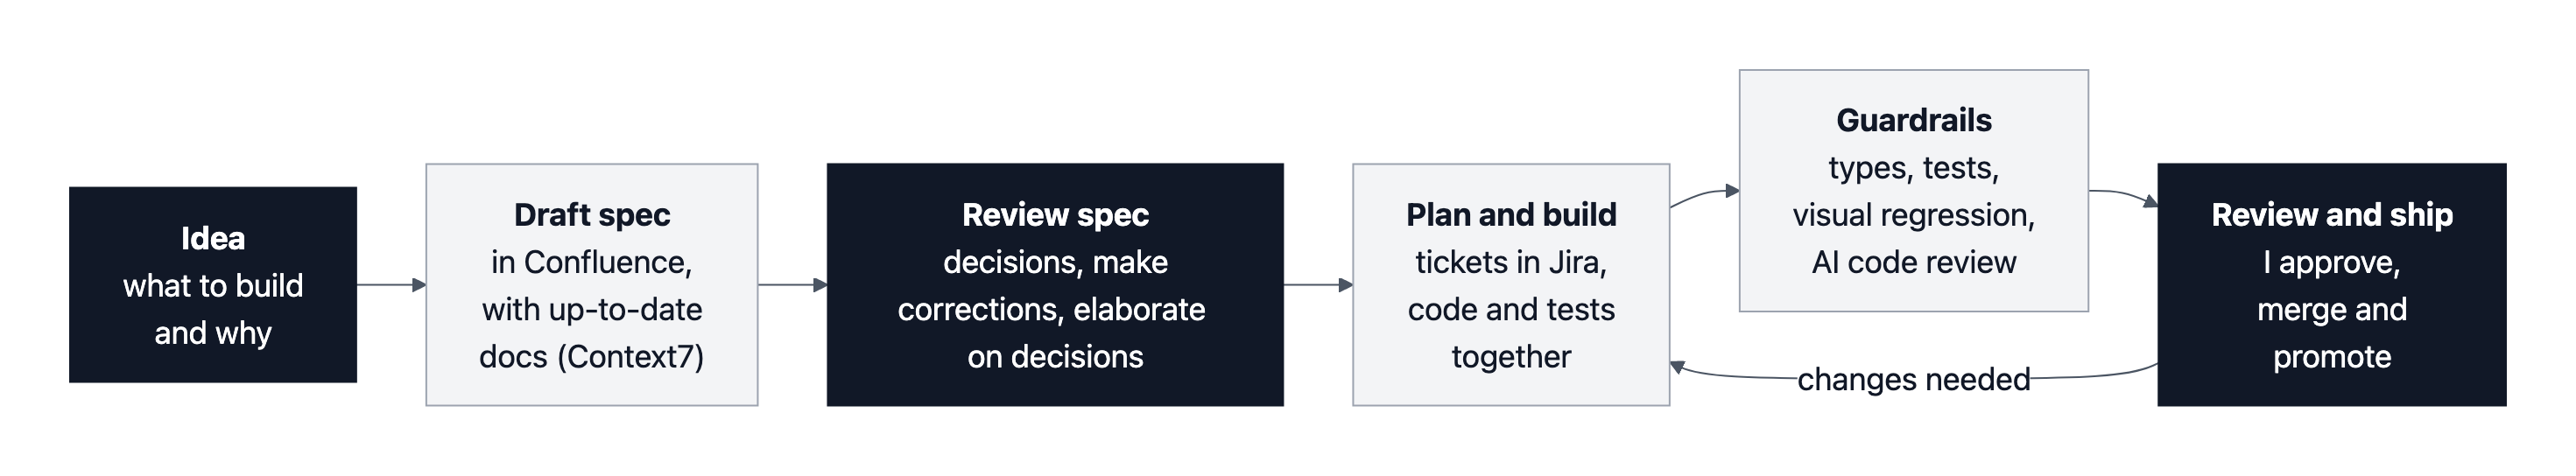 Idea
what to build
and why
Draft spec
in Confluence,
with up-to-date
docs (Context7)
Review spec
decisions, make
corrections, elaborate
on decisions
Plan and build
tickets in Jira,
code and tests
together
Guardrails
types, tests,
visual regression,
AI code review
Review and ship
I approve,
merge and
promote
changes needed